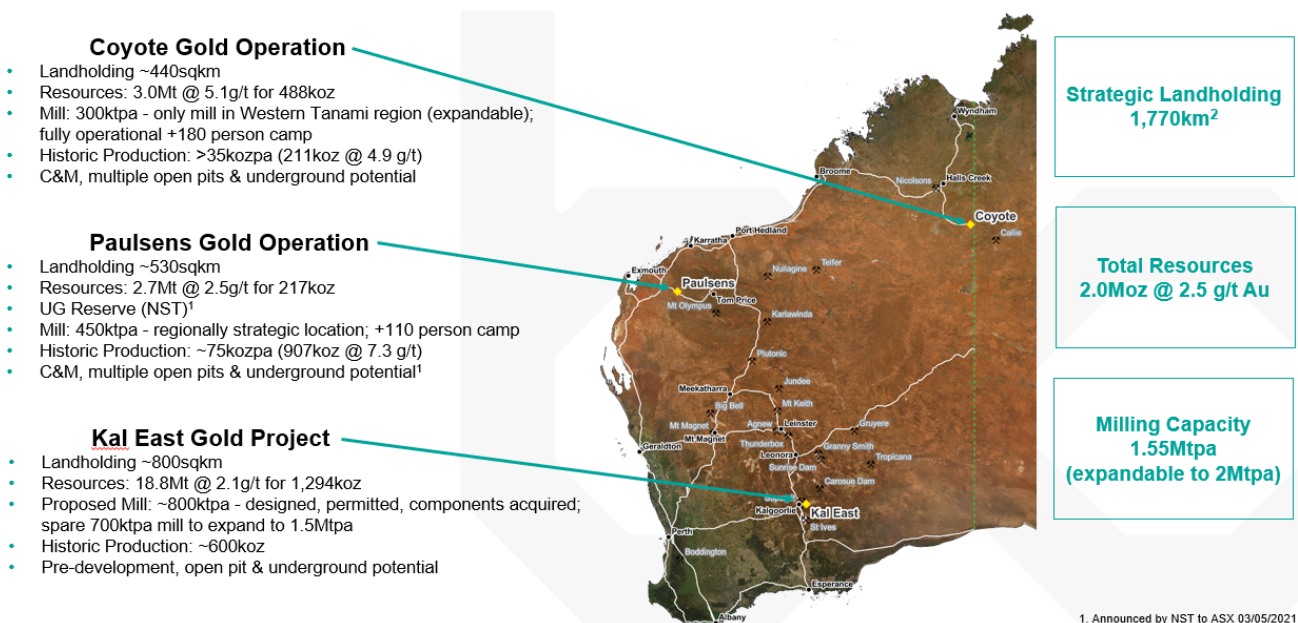 Coyote Gold Operation
• Landholding ~440sqkm
• Resources: 3.0Mt @ 5.1g/t for 488koz
• Mill: 300ktpa - only mill in Western Tanami region (expandable);
fully operational +180 person camp
• Historic Production: >35kozpa (211koz @ 4.9 g/t)
• C&M, multiple open pits & underground potential
Paulsens Gold Operation
• Landholding ~530sqkm
• Resources: 2.7Mt @ 2.5g/t for 217koz
• UG Reserve (NST)¹
• Mill: 450ktpa - regionally strategic location; +110 person camp
• Historic Production: ~75kozpa (907koz @ 7.3 g/t)
• C&M, multiple open pits & underground potential¹
Kal East Gold Project
• Landholding ~800sqkm
• Resources: 18.8Mt @ 2.1g/t for 1,294koz
• Proposed Mill: ~800ktpa - designed, permitted, components acquired;
spare 700ktpa mill to expand to 1.5Mtpa
• Historic Production: ~600koz
• Pre-development, open pit & underground potential
Wyndham
Broome
Nicolsons
Halls Creek
Coyote
Callie
Port Hedland
Karratha
Exmouth
Nullagine
Telfer
Paulsens
Tom Price
Mt Olympus
Karlawinda
Plutonic
Jundee
Meekatharra
Big Bell
Mt Keith
Mt Magnet
Mt Magnet
Agnew
Leinster
Gruyere
Thunderbox
Geraldton
Leonora
Granny Smith
Sunrise Dam
Tropicana
Carosue Dam
Kalgoorlie
Kal East
St Ives
Perth
Boddington
Esperance
Albany
Strategic Landholding
1,770km²
Total Resources
2.0Moz @ 2.5 g/t Au
Milling Capacity
1.55Mtpa
(expandable to 2Mtpa)
1. Announced by NST to ASX 03/05/2021